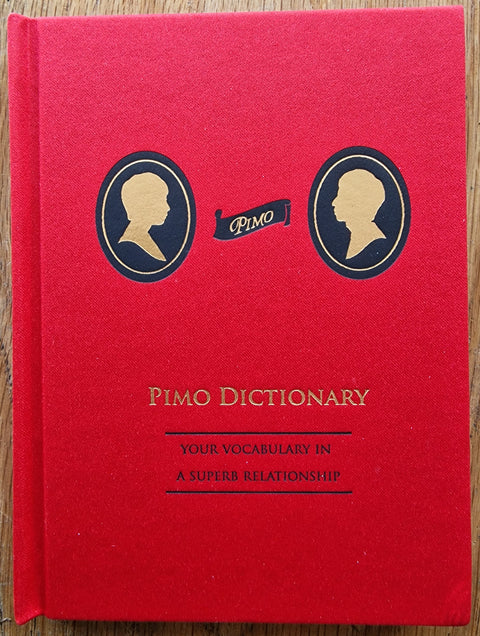 PIMO
PIMO DICTIONARY
YOUR VOCABULARY IN
A SUPERB RELATIONSHIP